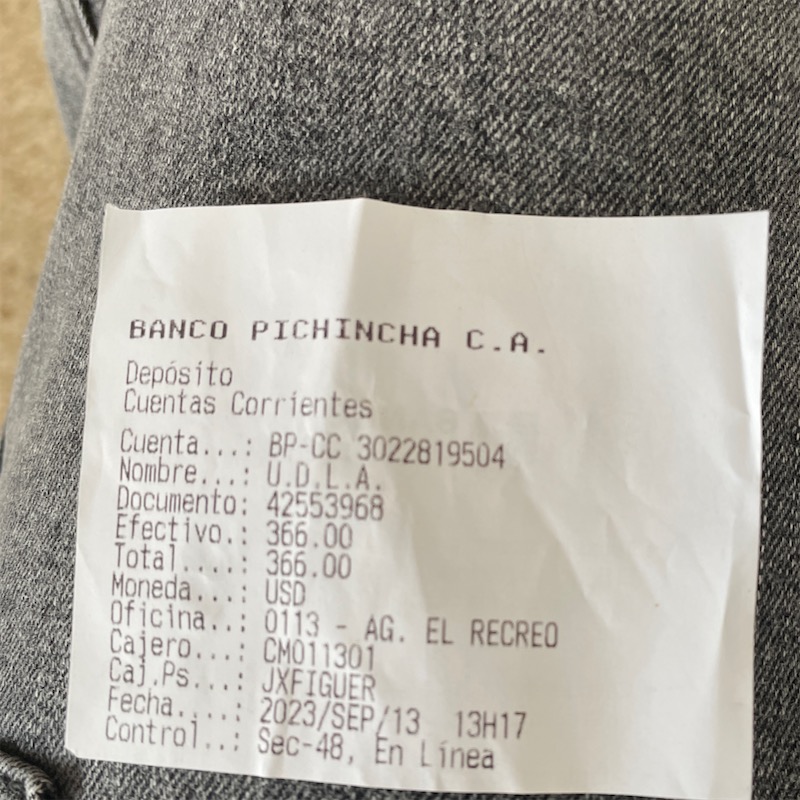 BANCO PICHINCHA C.A.
Depósito
Cuentas Corrientes
Cuenta...: BP-CC 3022819504
Nombre...: U.D.L.A.
Documento: 42553968
Efectivo.: 366.00
Total....: 366.00
Moneda...: USD
Oficina..: 0113 - AG. EL RECREO
Cajero...: CM011301
Caj.Ps...: JXFIGUER
Fecha....: 2023/SEP/13 13H17
Control..: Sec-48, En Línea